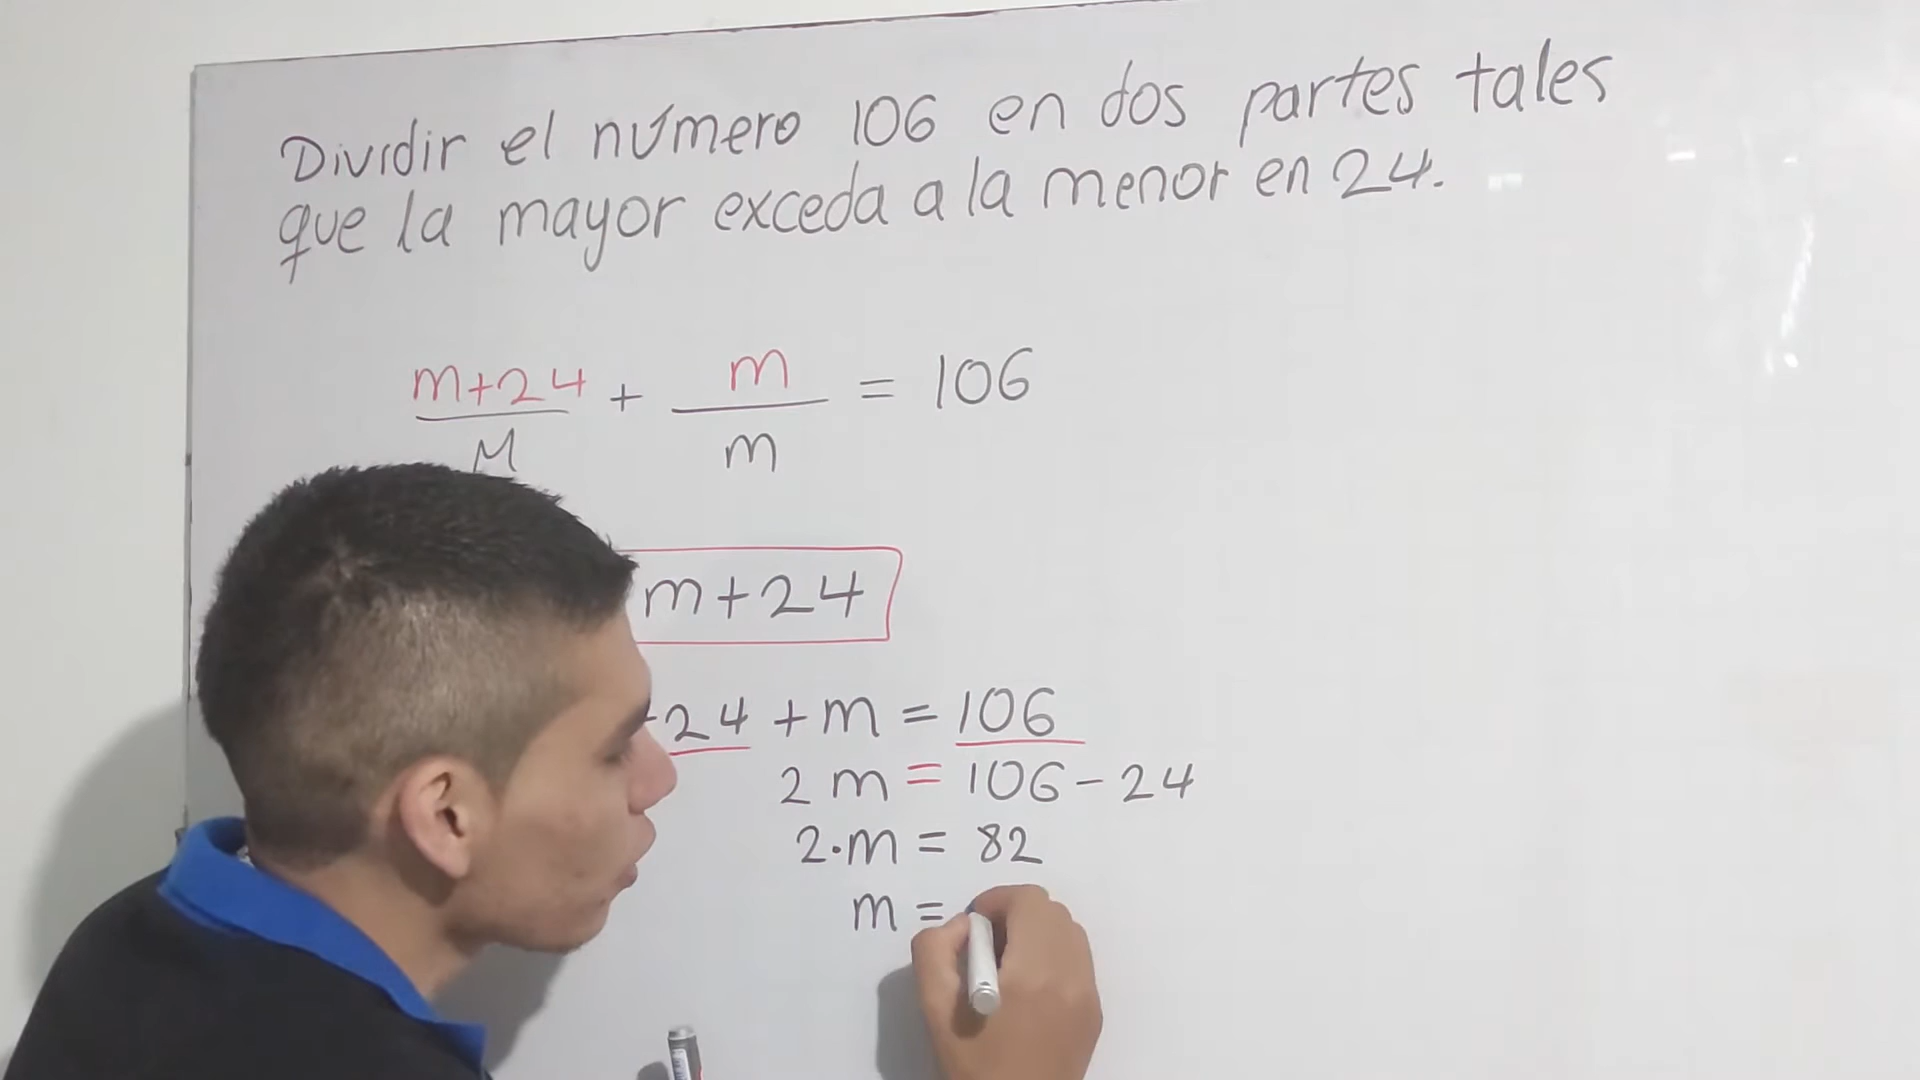 Dividir el número 106 en dos partes tales
que la mayor exceda a la menor en 24.
m+24 + m = 106
M m
m+24
24 + m = 106
2 m = 106 - 24
2·m = 82
m =